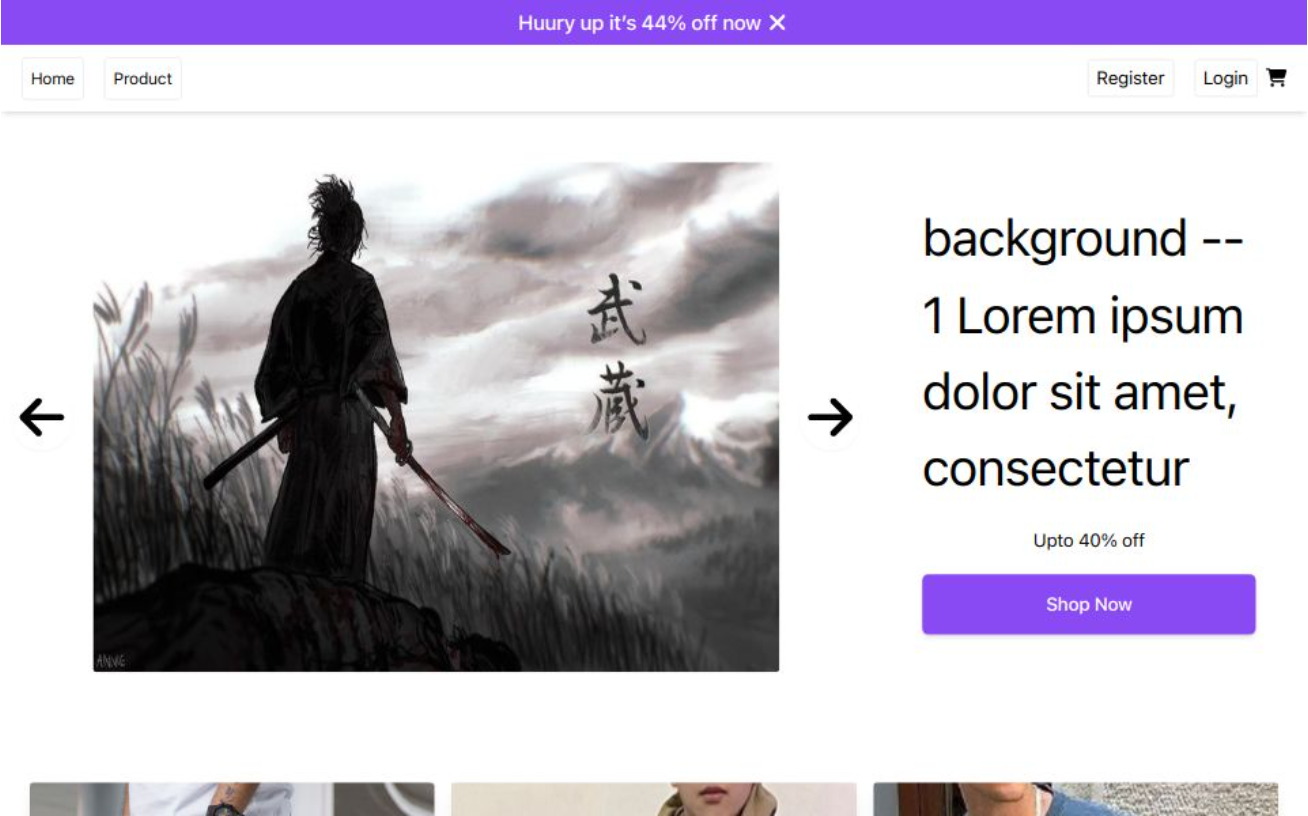 Huury up it’s 44% off now
Home
Product
Register
Login
武
蔵
background --
1 Lorem ipsum
dolor sit amet,
consectetur
Upto 40% off
Shop Now